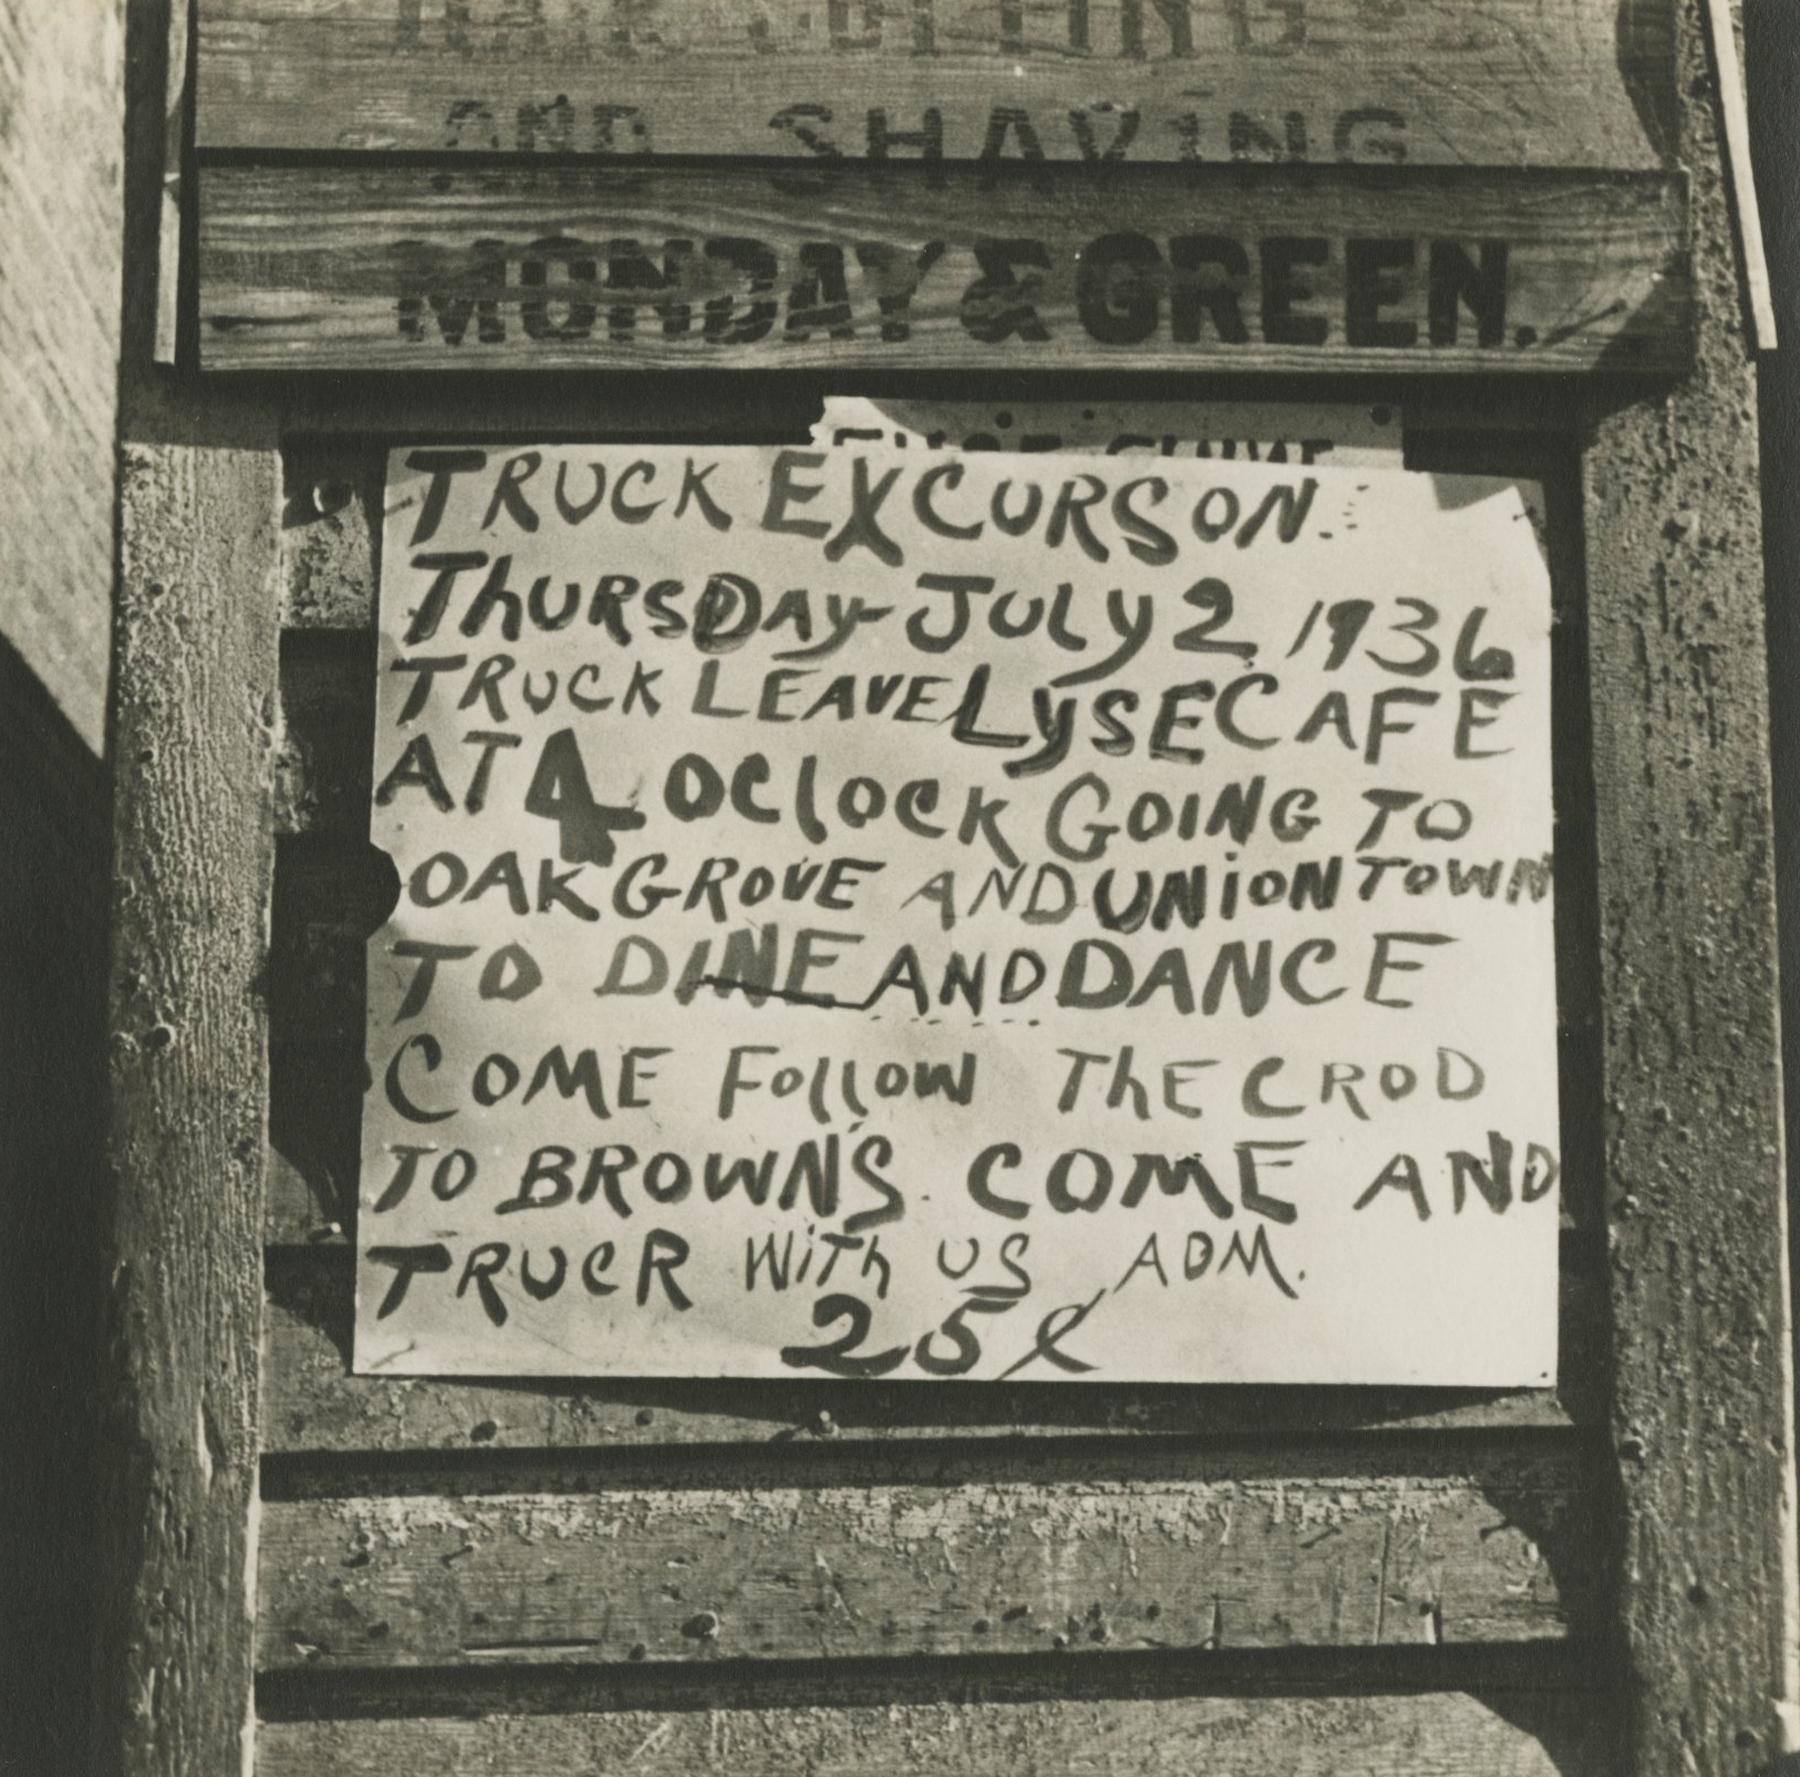 AND SHAVING
MONDAY & GREEN.
TRUCK EXCURSON.
ThURSDAY-JULY 2 1936
TRUCK LEAVE LYSE CAFE
AT 4 OClOCK GOING TO
OAK GROVE AND UNiON TOWN
TO DINE AND DANCE
COME Follow ThE CROD
TO BROWN'S. COME AND
TRUCR WiTh US ADM.
25¢